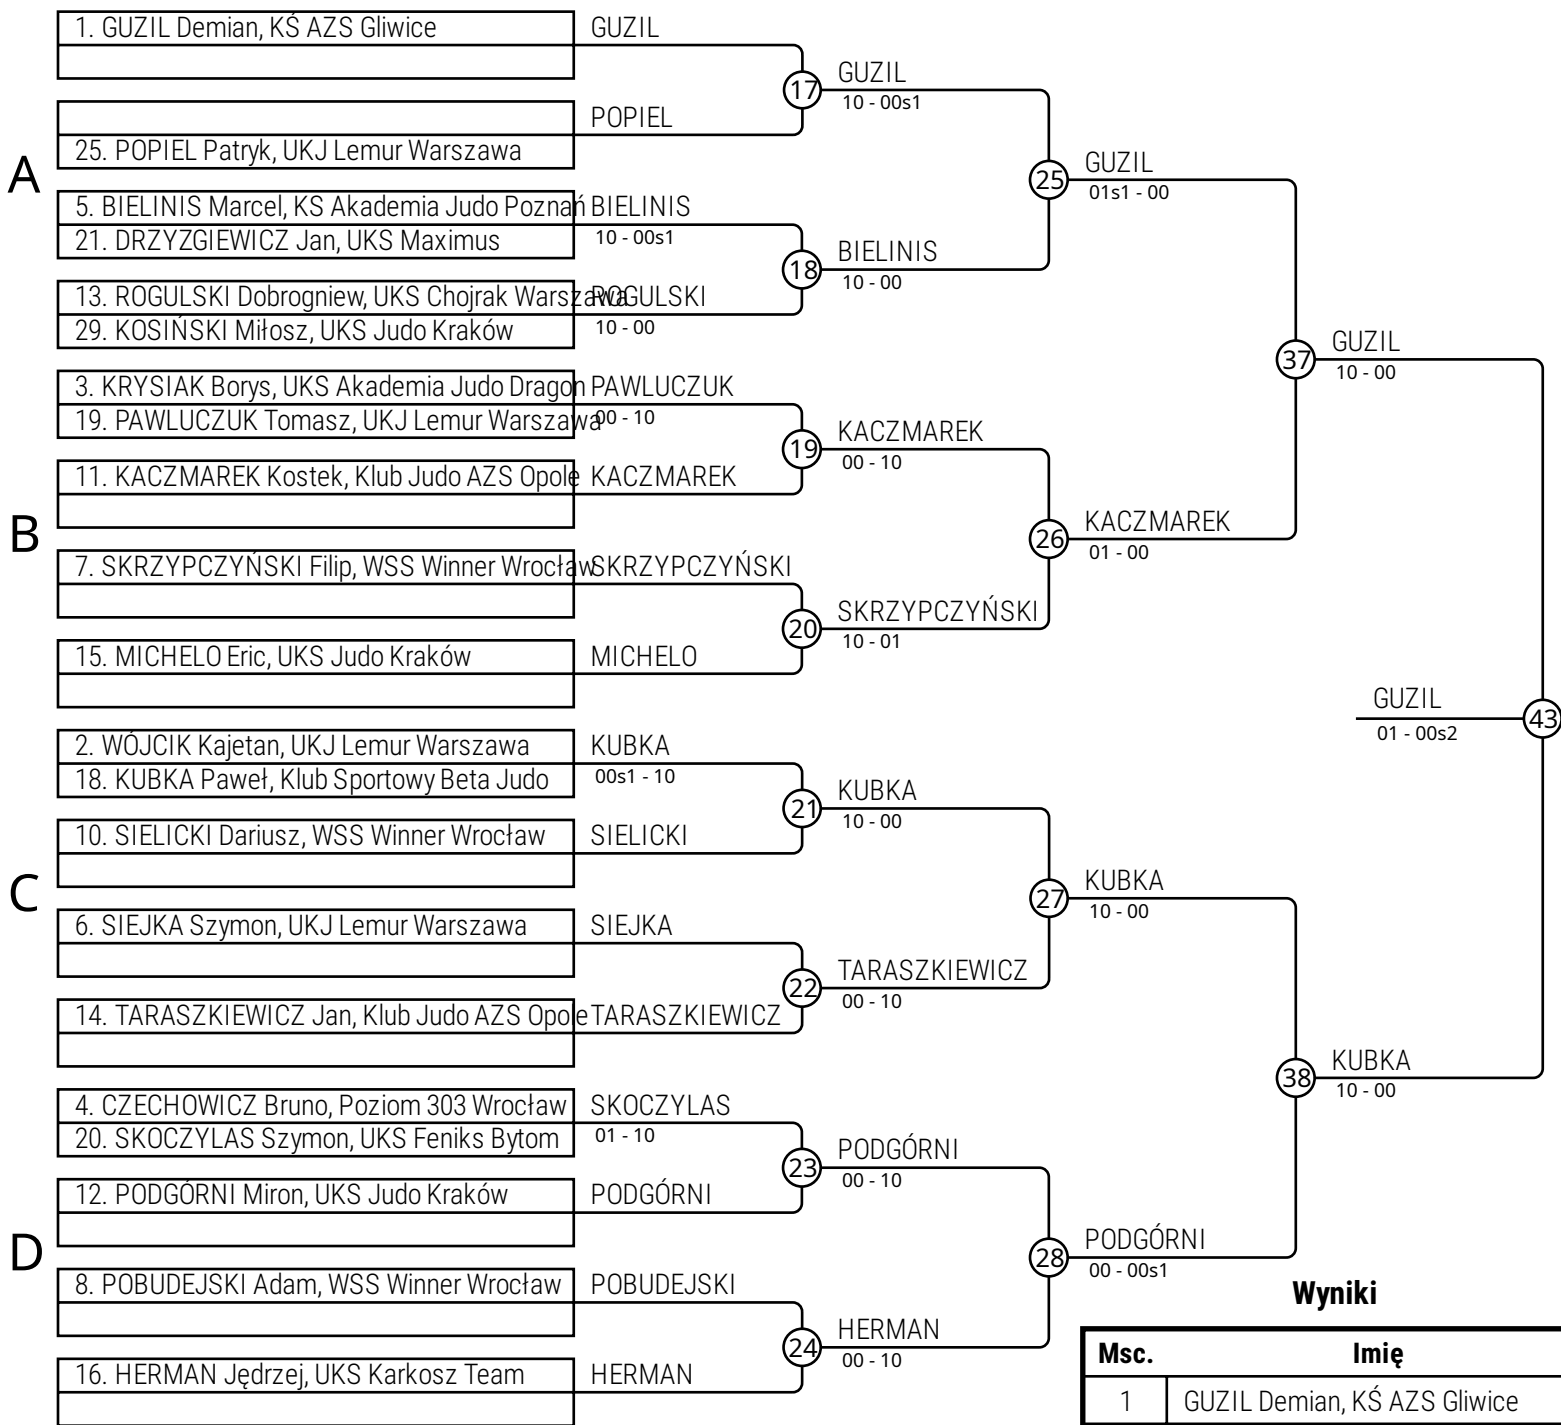 1. GUZIL Demian, KŚ AZS Gliwice
GUZIL
17
GUZIL
10 - 00s1
POPIEL
25. POPIEL Patryk, UKJ Lemur Warszawa
A
25
GUZIL
01s1 - 00
5. BIELINIS Marcel, KS Akademia Judo Poznań
BIELINIS
10 - 00s1
21. DRZYZGIEWICZ Jan, UKS Maximus
18
BIELINIS
10 - 00
13. ROGULSKI Dobrogniew, UKS Chojrak Warszawa
ROGULSKI
10 - 00
29. KOSIŃSKI Miłosz, UKS Judo Kraków
37
GUZIL
10 - 00
3. KRYSIAK Borys, UKS Akademia Judo Dragon
PAWLUCZUK
00 - 10
19. PAWLUCZUK Tomasz, UKJ Lemur Warszawa
19
KACZMAREK
00 - 10
11. KACZMAREK Kostek, Klub Judo AZS Opole
KACZMAREK
B
26
KACZMAREK
01 - 00
7. SKRZYPCZYŃSKI Filip, WSS Winner Wrocław
SKRZYPCZYŃSKI
20
SKRZYPCZYŃSKI
10 - 01
15. MICHELO Eric, UKS Judo Kraków
MICHELO
GUZIL
01 - 00s2
43
2. WÓJCIK Kajetan, UKJ Lemur Warszawa
KUBKA
00s1 - 10
18. KUBKA Paweł, Klub Sportowy Beta Judo
21
KUBKA
10 - 00
10. SIELICKI Dariusz, WSS Winner Wrocław
SIELICKI
C
27
KUBKA
10 - 00
6. SIEJKA Szymon, UKJ Lemur Warszawa
SIEJKA
22
TARASZKIEWICZ
00 - 10
14. TARASZKIEWICZ Jan, Klub Judo AZS Opole
TARASZKIEWICZ
38
KUBKA
10 - 00
4. CZECHOWICZ Bruno, Poziom 303 Wrocław
SKOCZYLAS
01 - 10
20. SKOCZYLAS Szymon, UKS Feniks Bytom
23
PODGÓRNI
00 - 10
12. PODGÓRNI Miron, UKS Judo Kraków
PODGÓRNI
D
28
PODGÓRNI
00 - 00s1
8. POBUDEJSKI Adam, WSS Winner Wrocław
POBUDEJSKI
24
HERMAN
00 - 10
16. HERMAN Jędrzej, UKS Karkosz Team
HERMAN
Wyniki
Msc. Imię
1 GUZIL Demian, KŚ AZS Gliwice